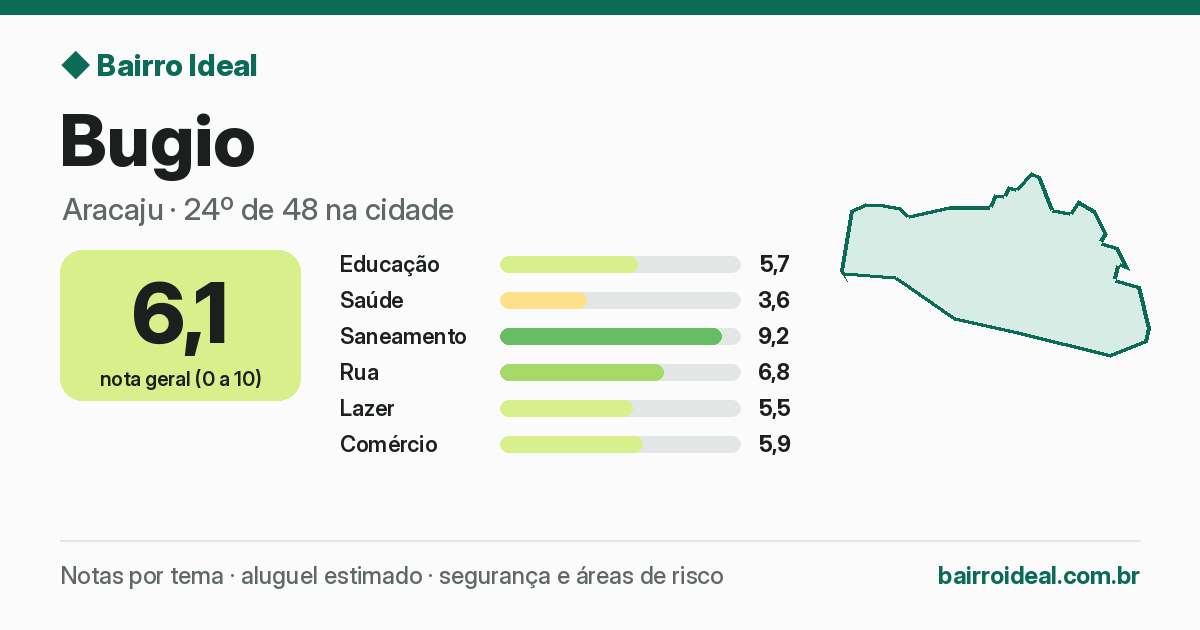 Bairro Ideal
Bugio
Aracaju · 24º de 48 na cidade
6,1
nota geral (0 a 10)
Educação 5,7
Saúde 3,6
Saneamento 9,2
Rua 6,8
Lazer 5,5
Comércio 5,9
Notas por tema · aluguel estimado · segurança e áreas de risco
bairroideal.com.br